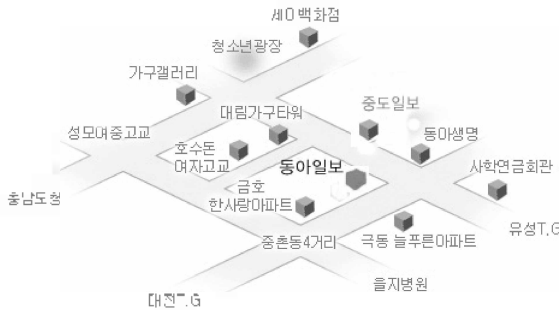 세이백화점
청소년광장
가구갤러리
대림가구타워
중도일보
성모여중고교
호수돈
여자고교
동아생명
동아일보
사학연금회관
충남도청
금호
한사랑아파트
유성T.G
중촌동4거리
극동 늘푸른아파트
을지병원
대전T.G